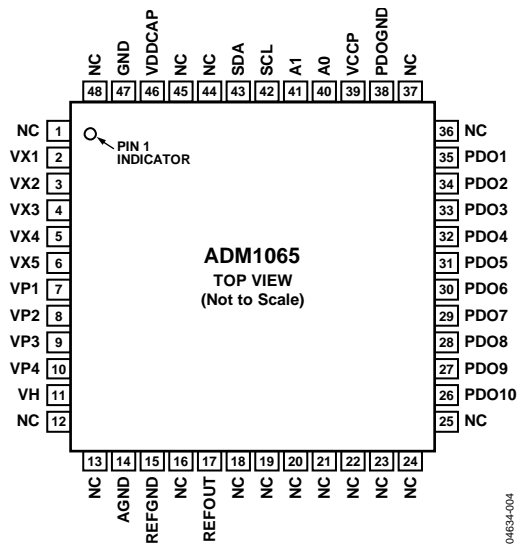 NC
GND
VDDCAP
NC
NC
SDA
SCL
A1
A0
VCCP
PDOGND
NC
48 47 46 45 44 43 42 41 40 39 38 37
PIN 1
INDICATOR
NC 1
VX1 2
VX2 3
VX3 4
VX4 5
VX5 6
VP1 7
VP2 8
VP3 9
VP4 10
VH 11
NC 12
ADM1065
TOP VIEW
(Not to Scale)
36 NC
35 PDO1
34 PDO2
33 PDO3
32 PDO4
31 PDO5
30 PDO6
29 PDO7
28 PDO8
27 PDO9
26 PDO10
25 NC
13 14 15 16 17 18 19 20 21 22 23 24
NC
AGND
REFGND
NC
REFOUT
NC
NC
NC
NC
NC
NC
NC
04634-004